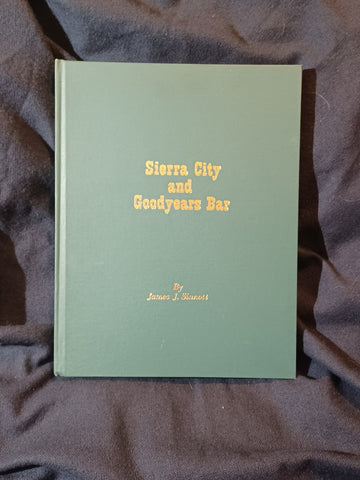 Sierra City
and
Goodyears Bar
By
James J. Sinnott